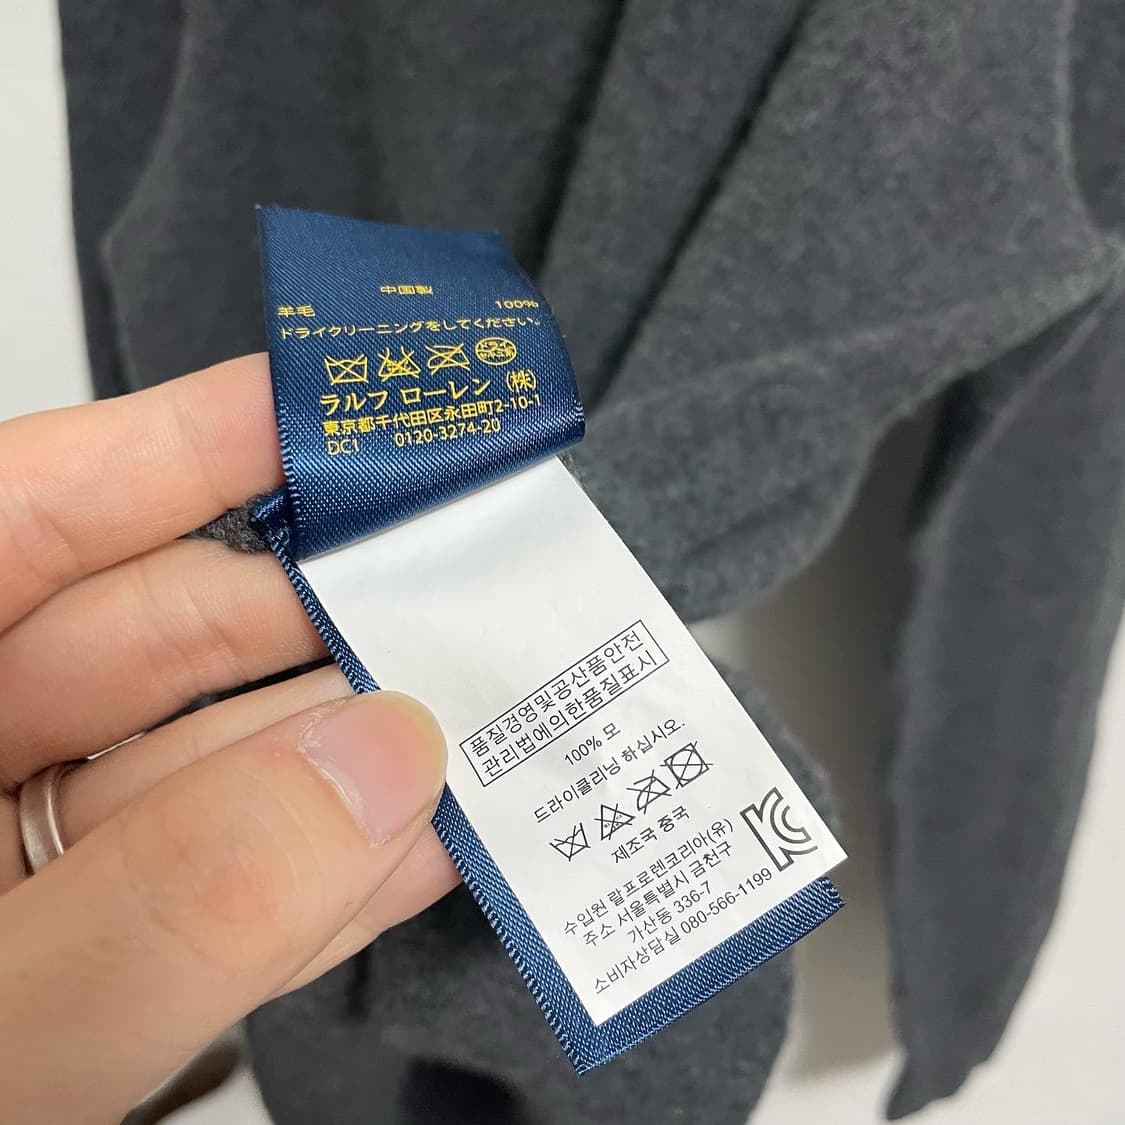 中国製
羊毛 100%
ドライクリーニングをしてください。
ラルフ ローレン (株)
東京都千代田区永田町2-10-1
DC1 0120-3274-20
품질경영및공산품안전
관리법에의한품질표시
100% 모
드라이클리닝 하십시오.
제조국 중국
수입원 랄프로렌코리아(유)
주소 서울특별시 금천구
가산동 336-7
소비자상담실 080-566-1199